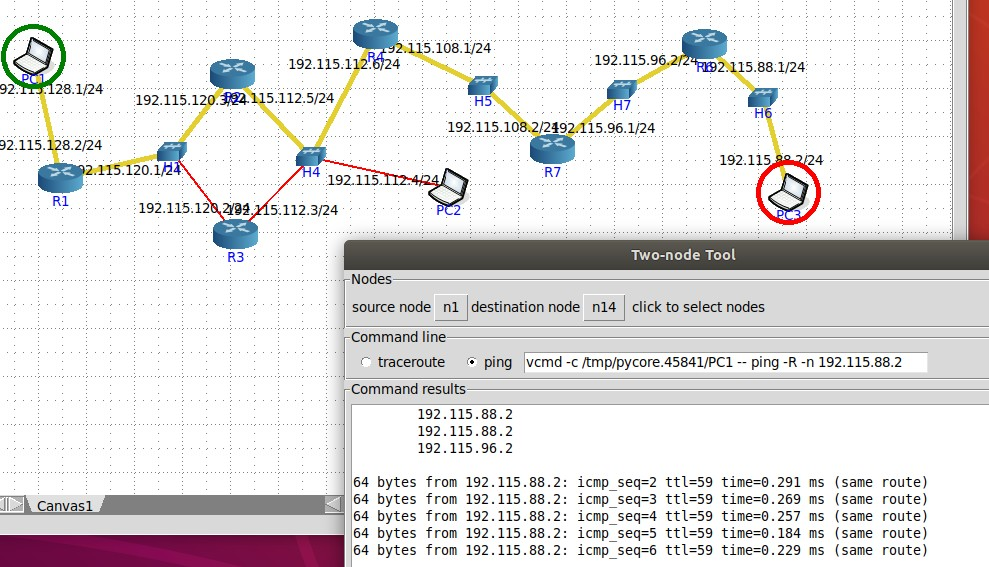 R4
92.115.108.1/24
R6
192.115.96.2/24
192.115.88.1/24
PC1
192.115.112.6/24
92.115.128.1/24
192.115.120.3/24
192.115.112.5/24
H5
H7
H6
192.115.108.2/24
192.115.96.1/24
92.115.128.2/24
H1
H4
R7
192.115.88.2/24
92.115.120.1/24
R1
192.115.112.4/24
PC2
192.115.120.2/24
192.115.112.3/24
PC3
R3
Two-node Tool
Nodes
source node n1 destination node n14 click to select nodes
Command line
traceroute ping vcmd -c /tmp/pycore.45841/PC1 -- ping -R -n 192.115.88.2
Command results
192.115.88.2
192.115.88.2
192.115.96.2
64 bytes from 192.115.88.2: icmp_seq=2 ttl=59 time=0.291 ms (same route)
64 bytes from 192.115.88.2: icmp_seq=3 ttl=59 time=0.269 ms (same route)
64 bytes from 192.115.88.2: icmp_seq=4 ttl=59 time=0.257 ms (same route)
64 bytes from 192.115.88.2: icmp_seq=5 ttl=59 time=0.184 ms (same route)
64 bytes from 192.115.88.2: icmp_seq=6 ttl=59 time=0.229 ms (same route)
Canvas1